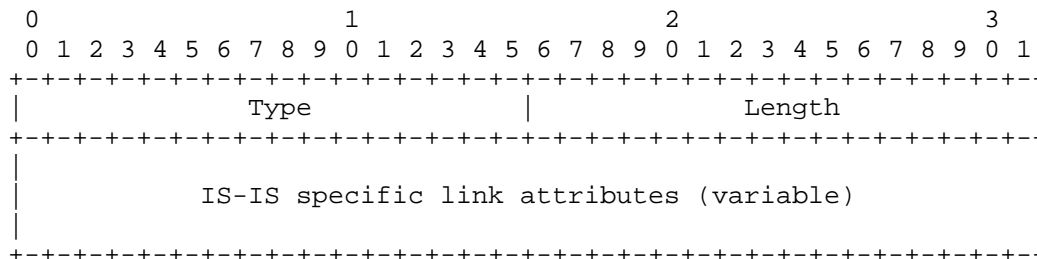 0                   1                   2                   3
 0 1 2 3 4 5 6 7 8 9 0 1 2 3 4 5 6 7 8 9 0 1 2 3 4 5 6 7 8 9 0 1
+-+-+-+-+-+-+-+-+-+-+-+-+-+-+-+-+-+-+-+-+-+-+-+-+-+-+-+-+-+-+-+-
|              Type             |             Length
+-+-+-+-+-+-+-+-+-+-+-+-+-+-+-+-+-+-+-+-+-+-+-+-+-+-+-+-+-+-+-+-
|
|           IS-IS specific link attributes (variable)
|
+-+-+-+-+-+-+-+-+-+-+-+-+-+-+-+-+-+-+-+-+-+-+-+-+-+-+-+-+-+-+-+-